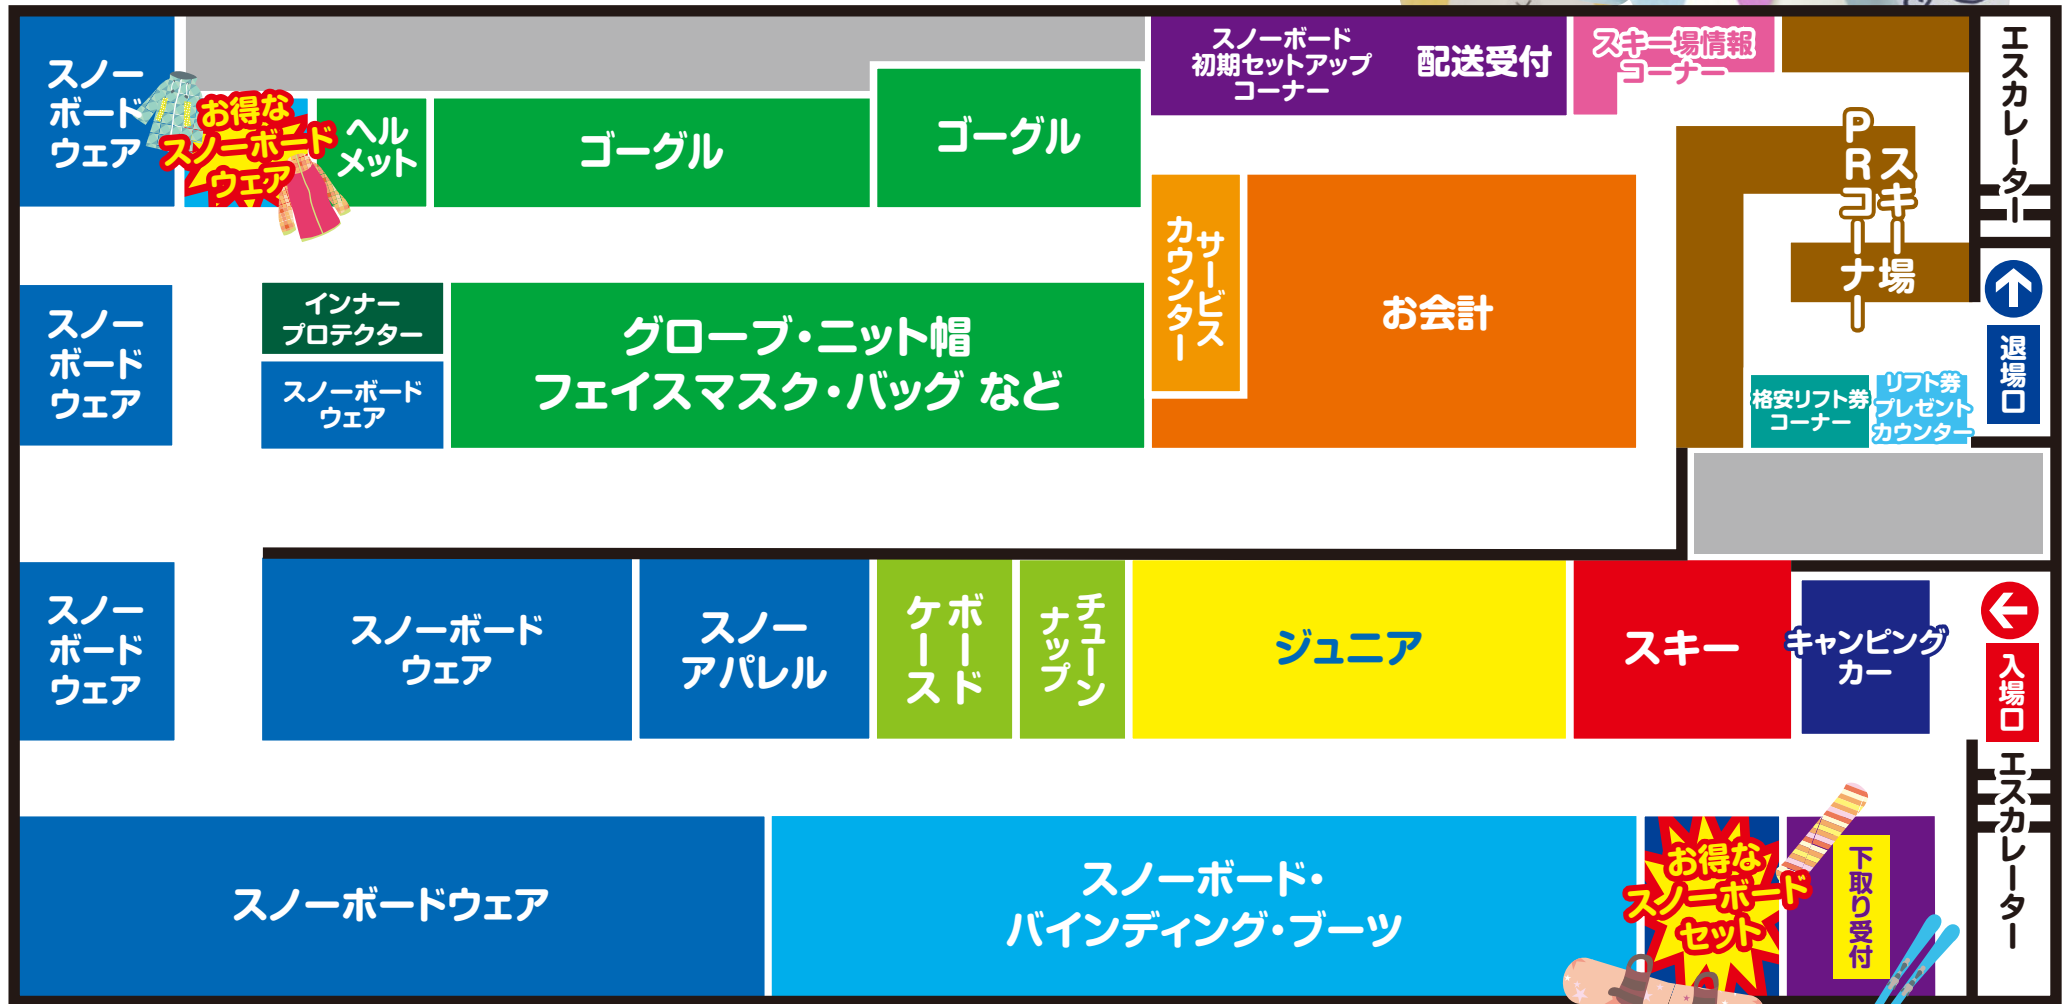 スノー
ボード
ウェア
お得な
スノーボード
ウェア
ヘル
メット
ゴーグル
ゴーグル
スノーボード
初期セットアップ
コーナー
配送受付
スキー場情報
コーナー
エスカレーター
スキー場
PRコーナー
スノー
ボード
ウェア
インナー
プロテクター
スノーボード
ウェア
グローブ・ニット帽
フェイスマスク・バッグ など
サービス
カウンター
お会計
格安リフト券
コーナー
リフト券
プレゼント
カウンター
退場口
スノー
ボード
ウェア
スノーボード
ウェア
スノー
アパレル
ボード
ケース
チューン
ナップ
ジュニア
スキー
キャンピング
カー
入場口
エスカレーター
スノーボードウェア
スノーボード・
バインディング・ブーツ
お得な
スノーボード
セット
下取り受付